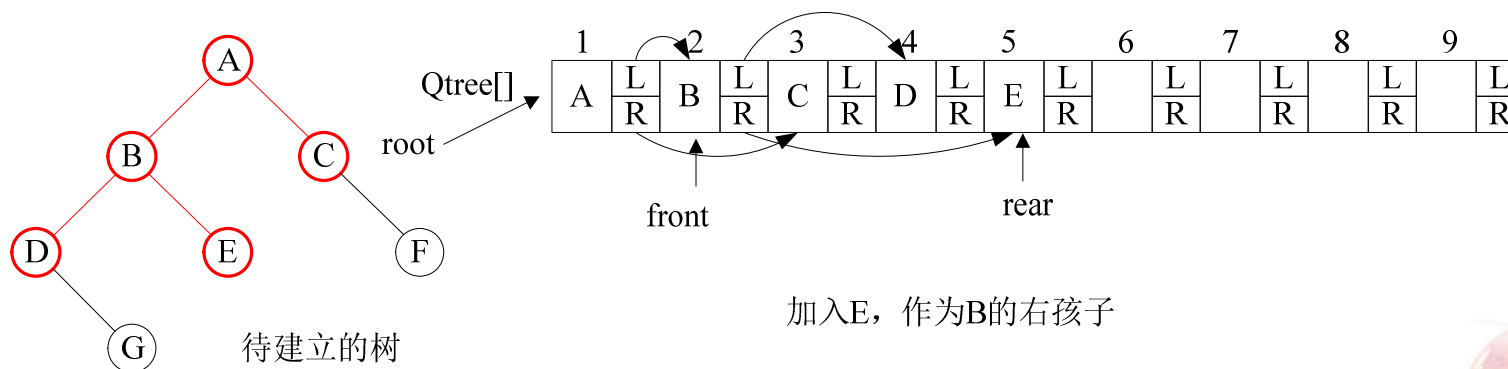 A
B
C
D
E
F
G
待建立的树
Qtree[]
root
1 2 3 4 5 6 7 8 9
A L B L C L D L E L L L L L
R R R R R R R R R
front
rear
加入E，作为B的右孩子